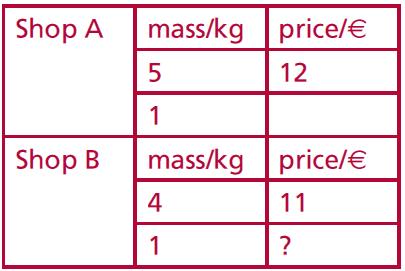 Shop A mass/kg price/€
5 12
1
Shop B mass/kg price/€
4 11
1 ?